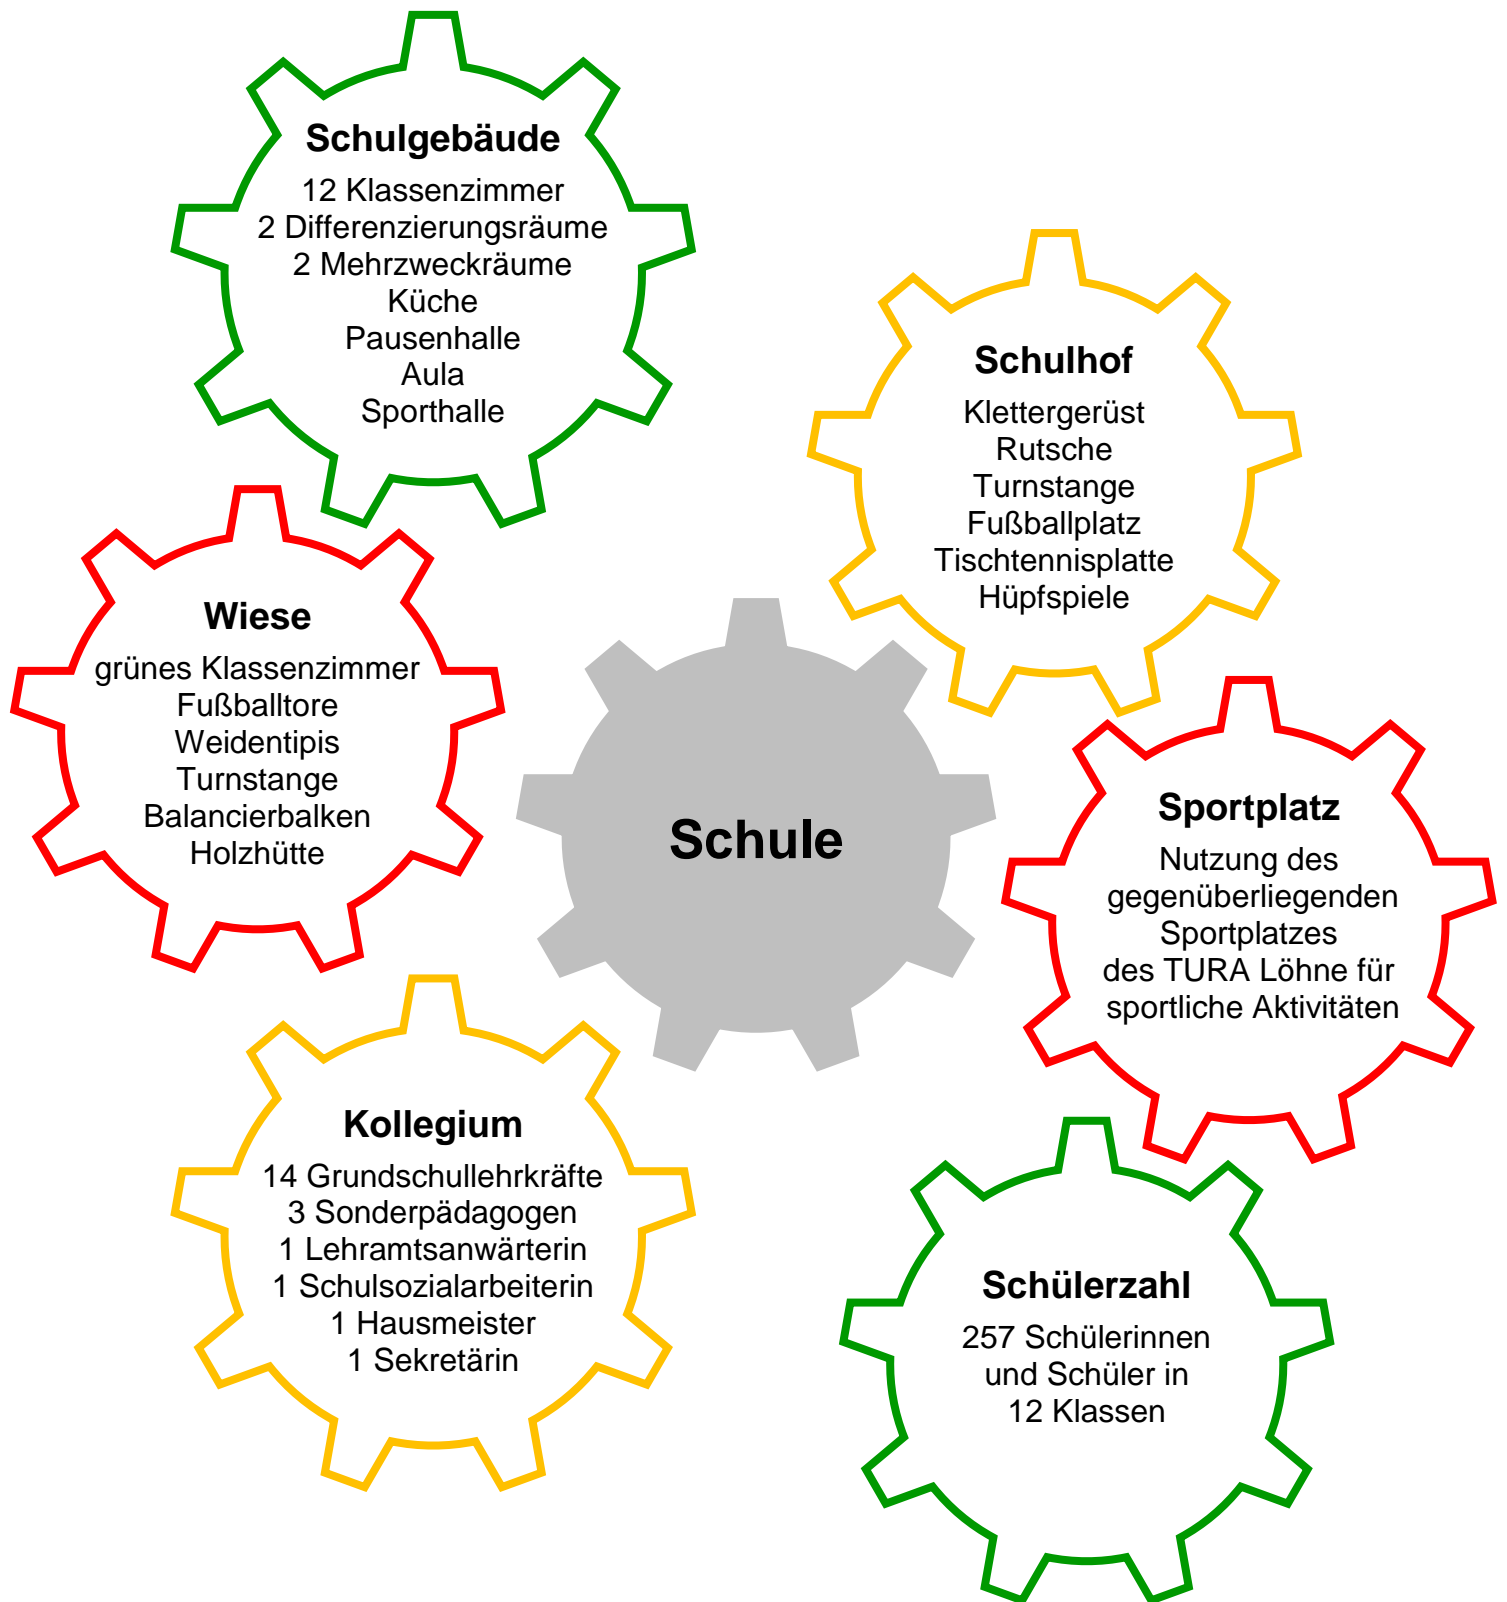 Schulgebäude
12 Klassenzimmer
2 Differenzierungsräume
2 Mehrzweckräume
Küche
Pausenhalle
Aula
Sporthalle
Schulhof
Klettergerüst
Rutsche
Turnstange
Fußballplatz
Tischtennisplatte
Hüpfspiele
Wiese
grünes Klassenzimmer
Fußballtore
Weidentipis
Turnstange
Balancierbalken
Holzhütte
Schule
Sportplatz
Nutzung des
gegenüberliegenden
Sportplatzes
des TURA Löhne für
sportliche Aktivitäten
Kollegium
14 Grundschullehrkräfte
3 Sonderpädagogen
1 Lehramtsanwärterin
1 Schulsozialarbeiterin
1 Hausmeister
1 Sekretärin
Schülerzahl
257 Schülerinnen
und Schüler in
12 Klassen